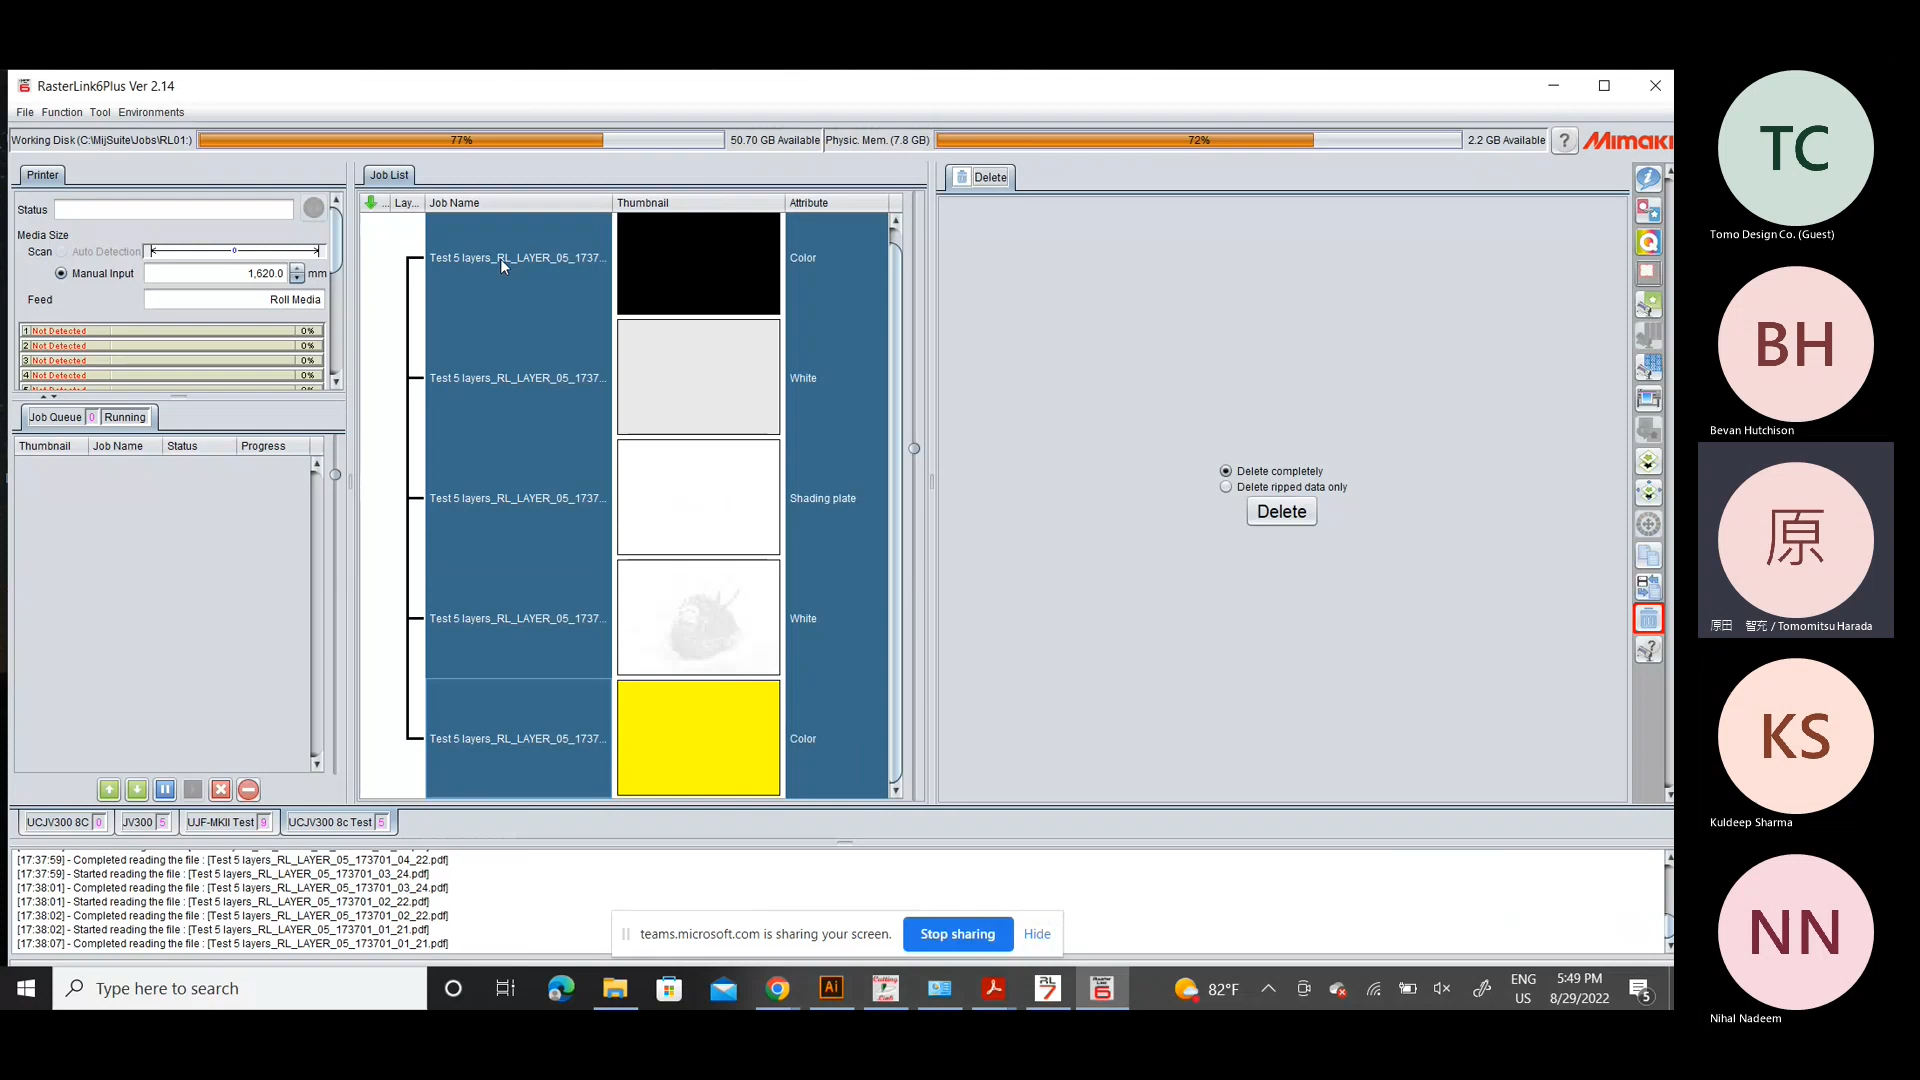 RasterLink6Plus Ver 2.14
File Function Tool Environments
Working Disk (C:\MijSuite\Jobs\RL01:) 77% 50.70 GB Available Physic. Mem. (7.8 GB) 72% 2.2 GB Available ? Mimaki
Printer
Status
Media Size
Scan Auto Detection 0
Manual Input 1,620.0 mm
Feed Roll Media
1 Not Detected 0%
2 Not Detected 0%
3 Not Detected 0%
4 Not Detected 0%
Job Queue 0 Running
Thumbnail Job Name Status Progress
Job List
... Lay... Job Name Thumbnail Attribute
Test 5 layers_RL_LAYER_05_1737... Color
Test 5 layers_RL_LAYER_05_1737... White
Test 5 layers_RL_LAYER_05_1737... Shading plate
Test 5 layers_RL_LAYER_05_1737... White
Test 5 layers_RL_LAYER_05_1737... Color
Delete
Delete completely
Delete ripped data only
Delete
UCJV300 8C 0 JV300 5 UJF-MKII Test 9 UCJV300 8c Test 5
[17:37:59] - Completed reading the file : [Test 5 layers_RL_LAYER_05_173701_04_22.pdf]
[17:37:59] - Started reading the file : [Test 5 layers_RL_LAYER_05_173701_03_24.pdf]
[17:38:01] - Completed reading the file : [Test 5 layers_RL_LAYER_05_173701_03_24.pdf]
[17:38:01] - Started reading the file : [Test 5 layers_RL_LAYER_05_173701_02_22.pdf]
[17:38:02] - Completed reading the file : [Test 5 layers_RL_LAYER_05_173701_02_22.pdf]
[17:38:02] - Started reading the file : [Test 5 layers_RL_LAYER_05_173701_01_21.pdf]
[17:38:07] - Completed reading the file : [Test 5 layers_RL_LAYER_05_173701_01_21.pdf]
teams.microsoft.com is sharing your screen. Stop sharing Hide
Type here to search
Ai
RL 7
6
82°F
ENG
US
5:49 PM
8/29/2022
5
TC
Tomo Design Co. (Guest)
BH
Bevan Hutchison
原
原田 智充 / Tomomitsu Harada
KS
Kuldeep Sharma
NN
Nihal Nadeem